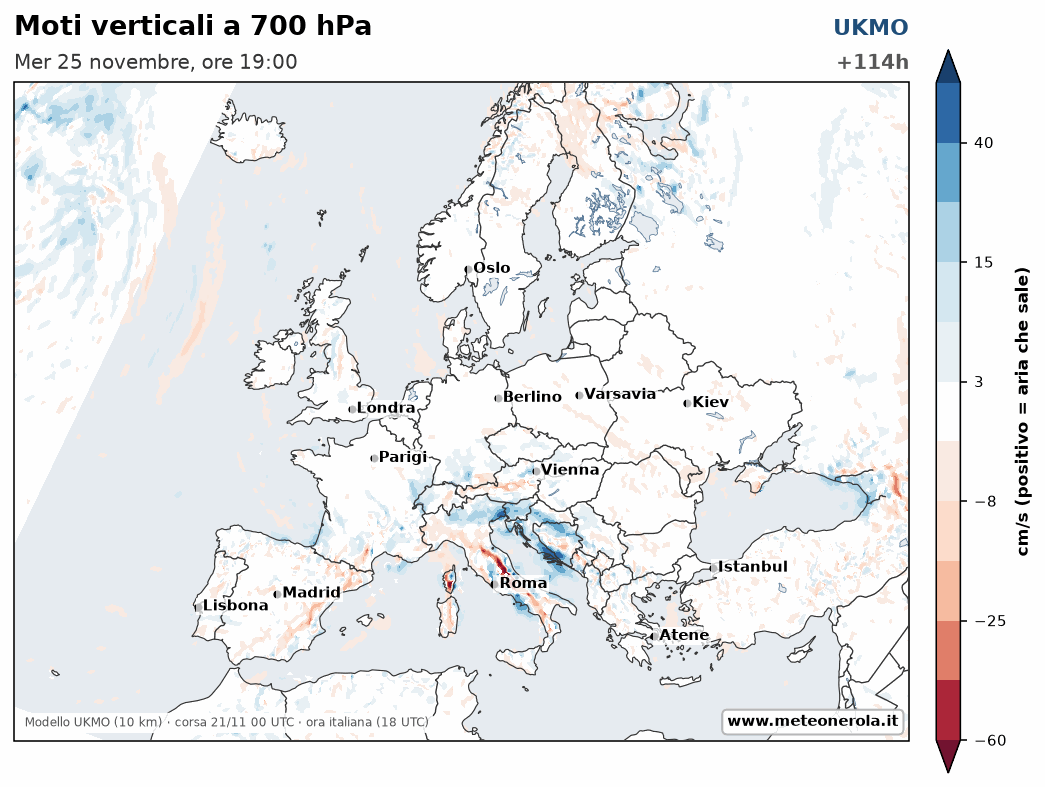 Moti verticali a 700 hPa
UKMO
Mer 25 novembre, ore 19:00
+114h
40
15
3
−8
−25
−60
cm/s (positivo = aria che sale)
Oslo
Londra
Berlino
Varsavia
Kiev
Parigi
Vienna
Istanbul
Roma
Madrid
Lisbona
Atene
Modello UKMO (10 km) · corsa 21/11 00 UTC · ora italiana (18 UTC)
www.meteonerola.it